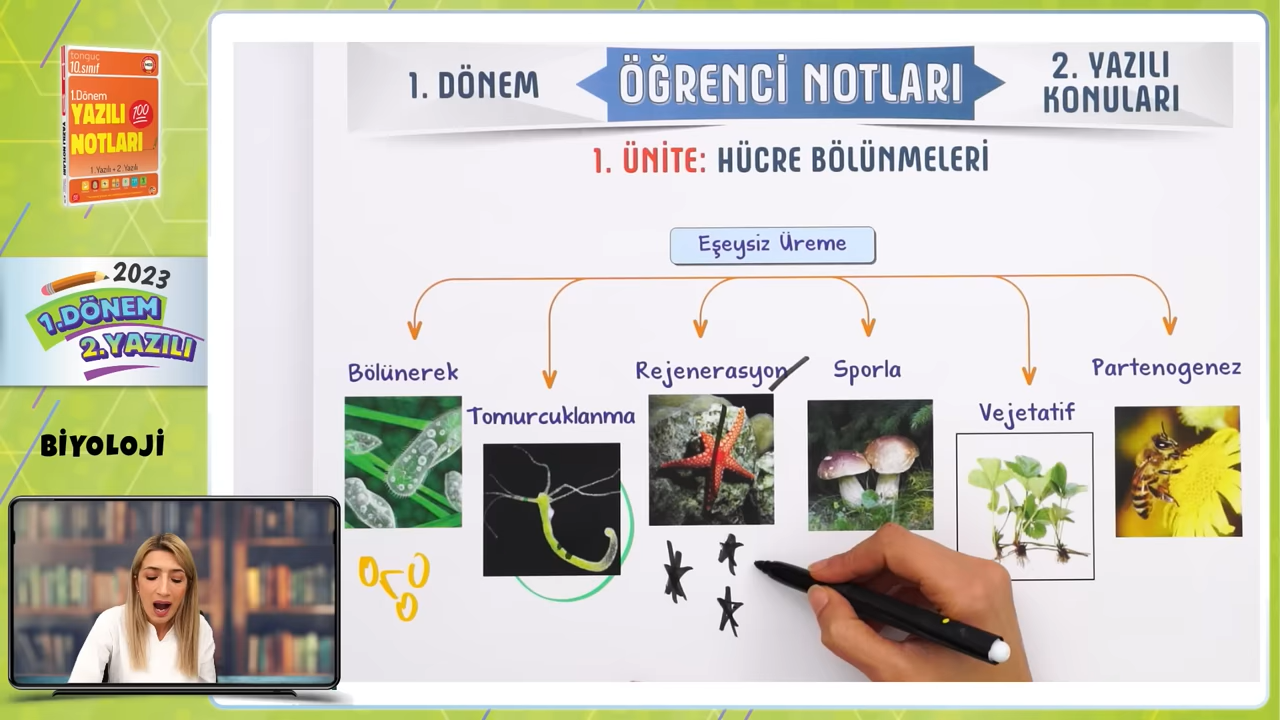 tonguç
10.sınıf
1.Dönem
YAZILI
100
NOTLARI
1. Yazılı • 2. Yazılı
YAZILI NOTLARI
2023
1.DÖNEM
2.YAZILI
BİYOLOJİ
1. DÖNEM
ÖĞRENCİ NOTLARI
2. YAZILI
KONULARI
1. ÜNİTE: HÜCRE BÖLÜNMELERİ
Eşeysiz Üreme
Bölünerek
Tomurcuklanma
Rejenerasyon
Sporla
Vejetatif
Partenogenez